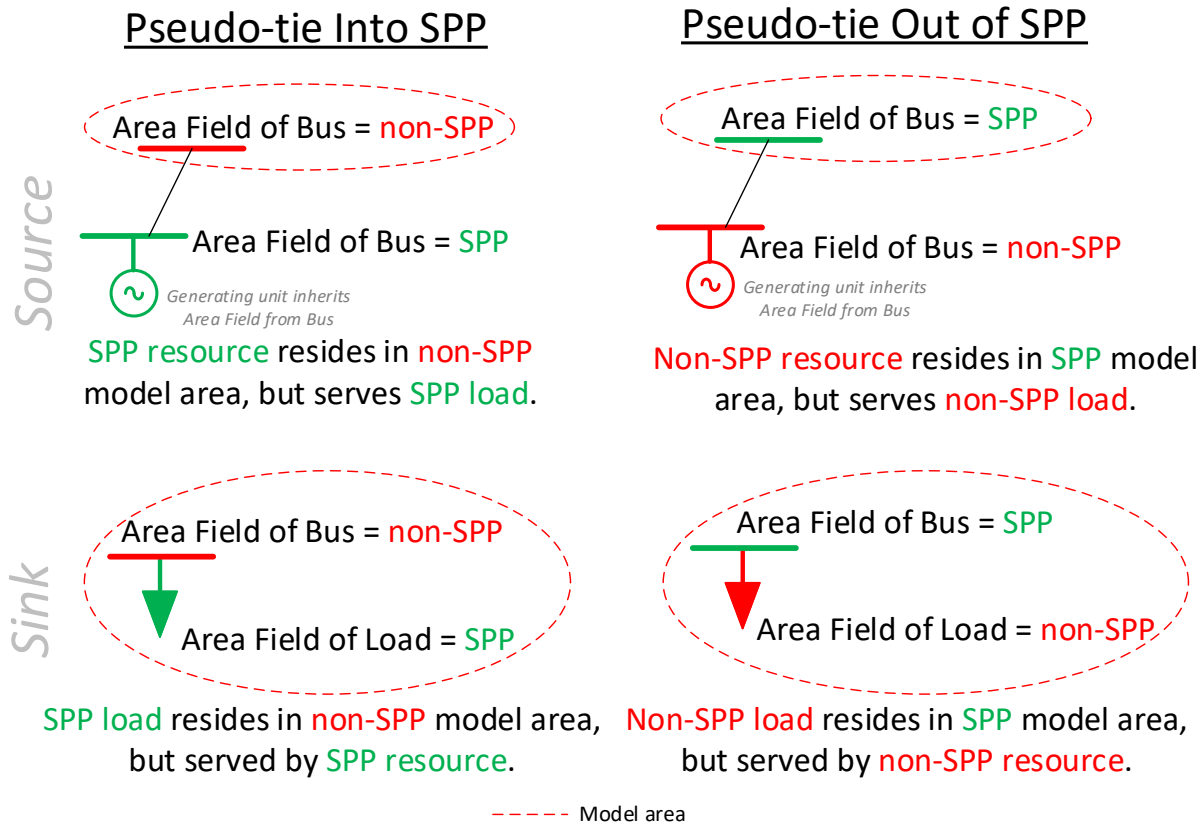 Pseudo-tie Into SPP
Pseudo-tie Out of SPP
Source
Area Field of Bus = non-SPP
Area Field of Bus = SPP
Generating unit inherits
Area Field from Bus
SPP resource resides in non-SPP
model area, but serves SPP load.
Area Field of Bus = SPP
Area Field of Bus = non-SPP
Generating unit inherits
Area Field from Bus
Non-SPP resource resides in SPP model
area, but serves non-SPP load.
Sink
Area Field of Bus = non-SPP
Area Field of Load = SPP
SPP load resides in non-SPP model area,
but served by SPP resource.
Area Field of Bus = SPP
Area Field of Load = non-SPP
Non-SPP load resides in SPP model area,
but served by non-SPP resource.
Model area